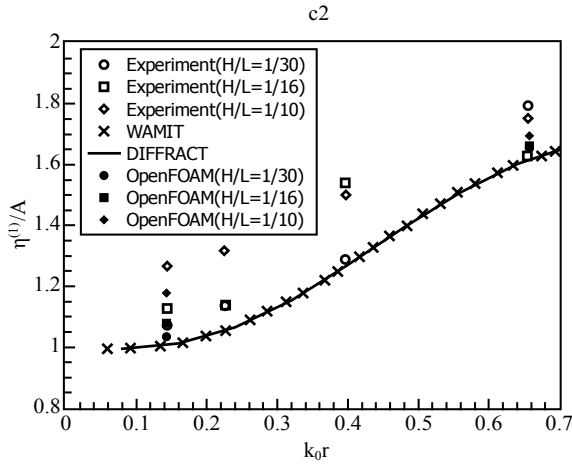 c2
2
1.8
1.6
1.4
1.2
1
0.8
η(1)/A
Experiment(H/L=1/30)
Experiment(H/L=1/16)
Experiment(H/L=1/10)
WAMIT
DIFFRACT
OpenFOAM(H/L=1/30)
OpenFOAM(H/L=1/16)
OpenFOAM(H/L=1/10)
0 0.1 0.2 0.3 0.4 0.5 0.6 0.7
k0r